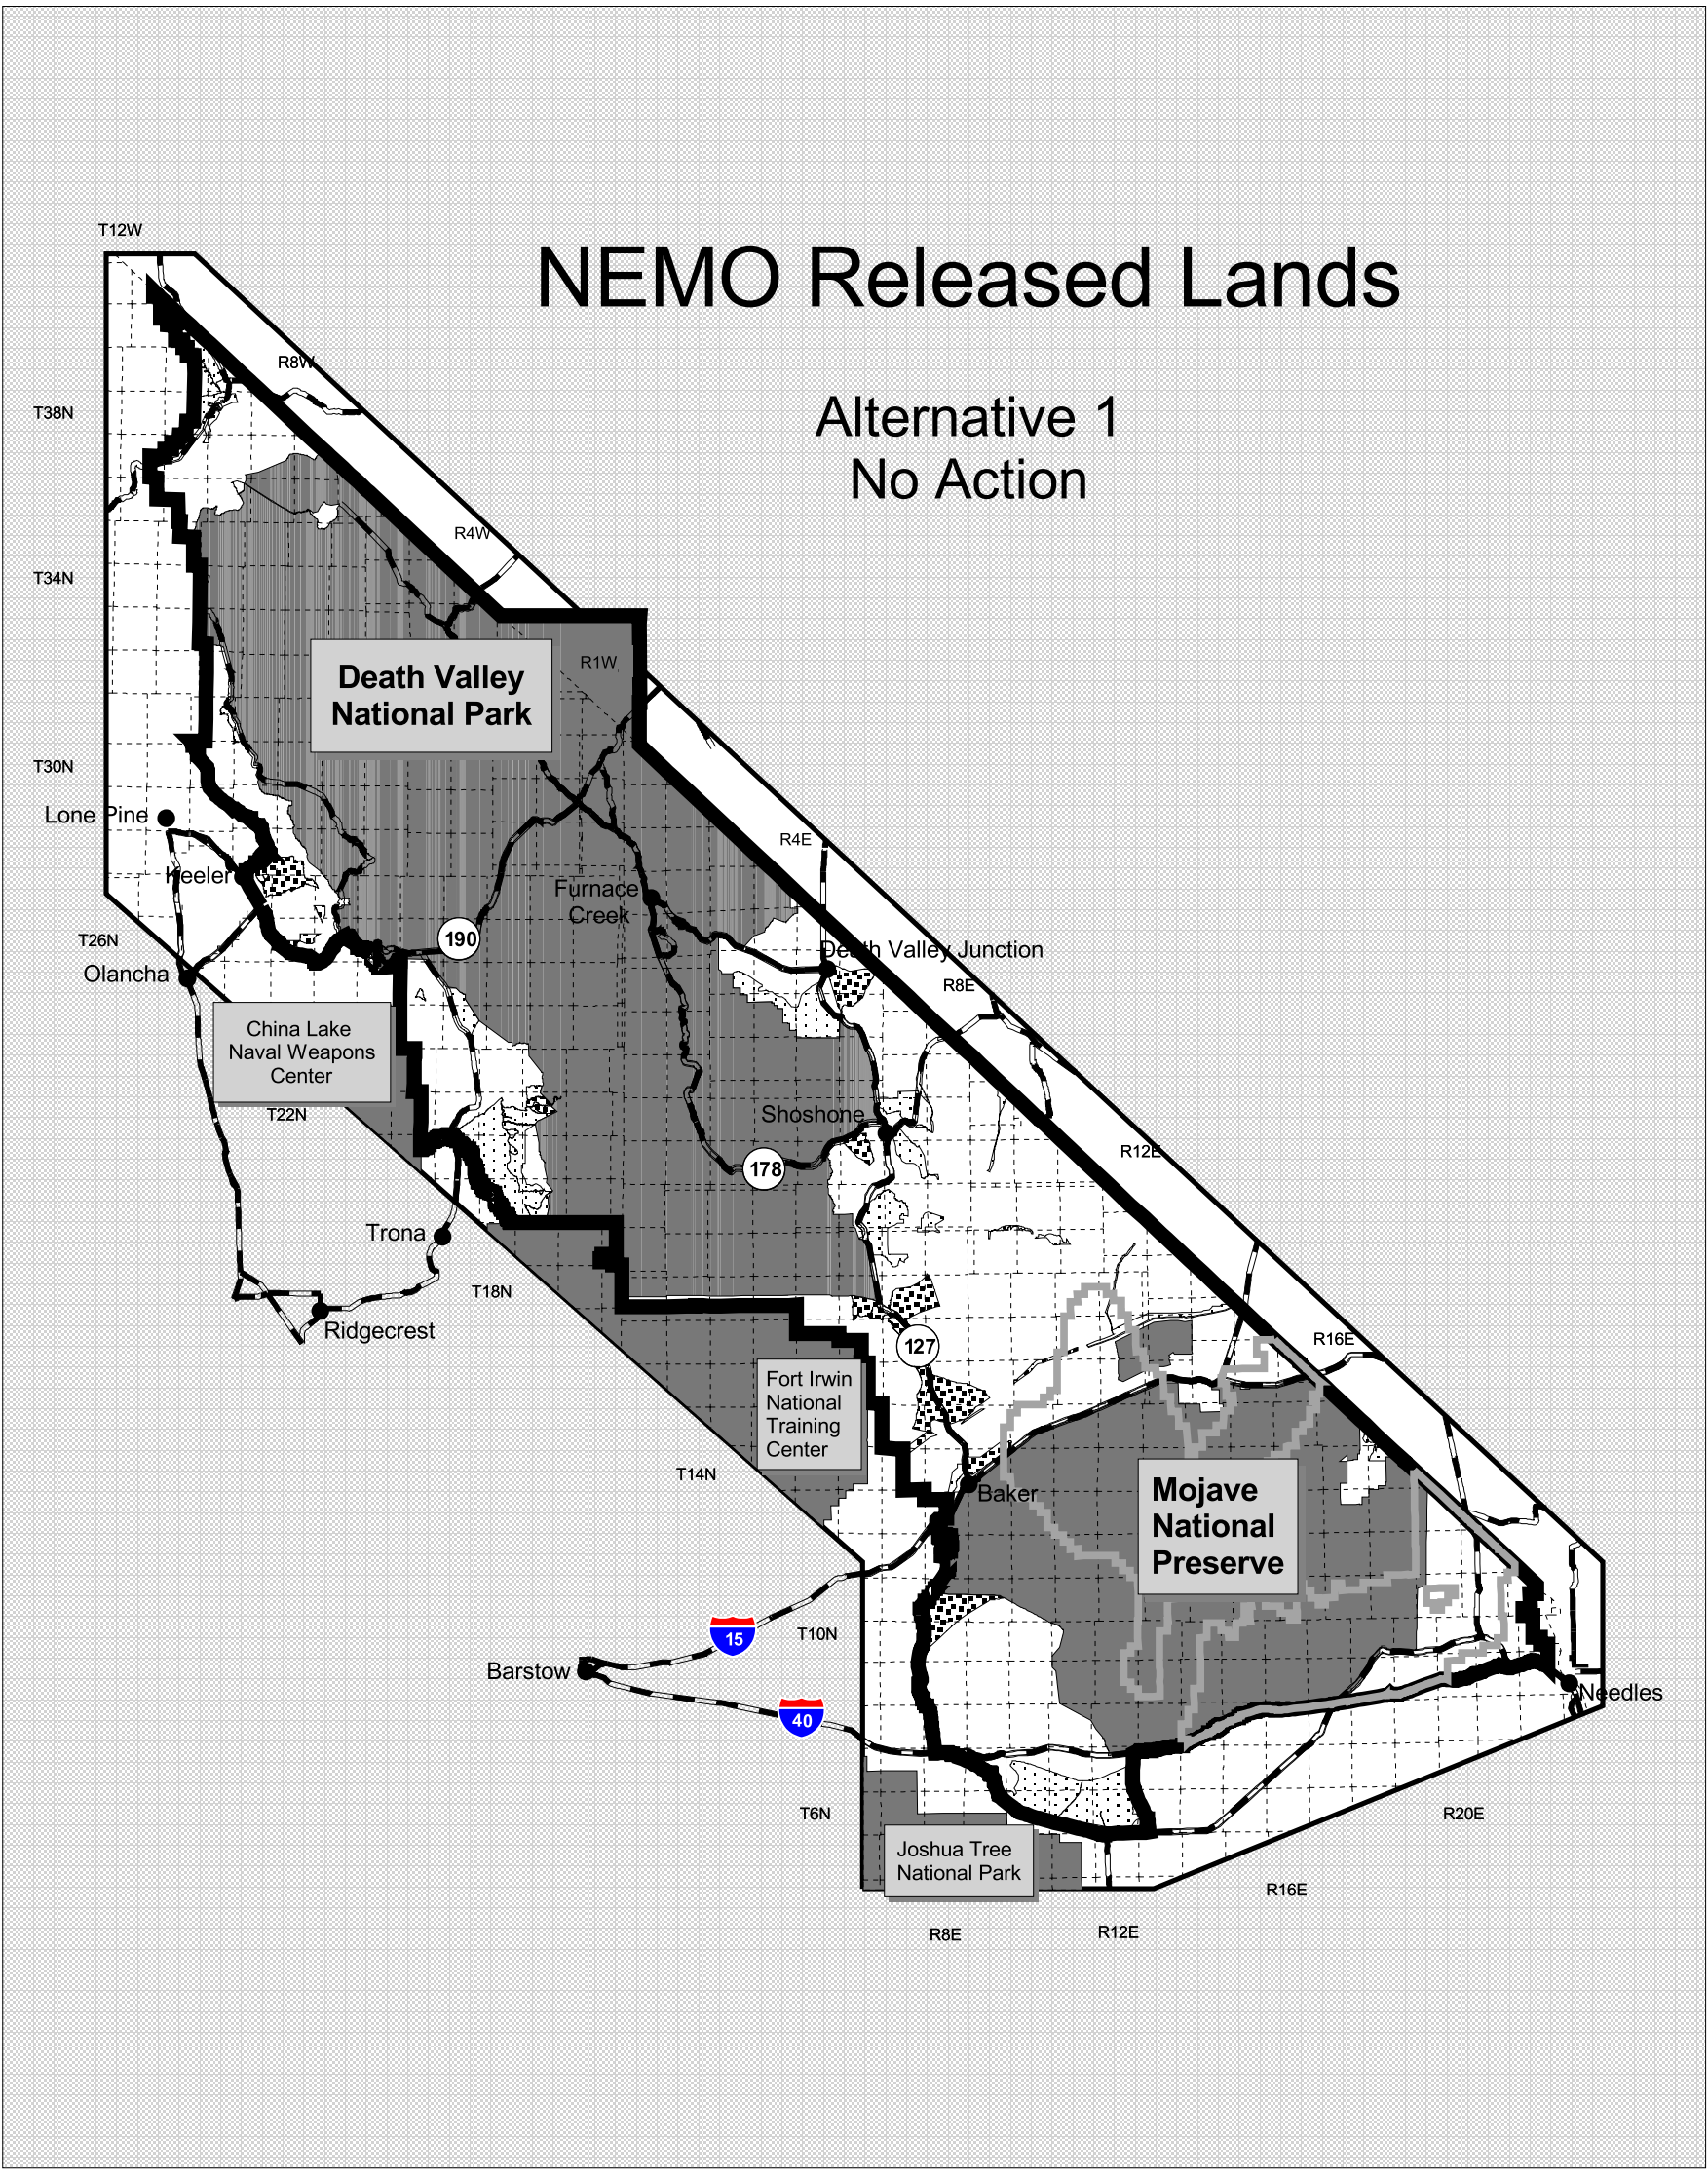 T12W
NEMO Released Lands
R8W
Alternative 1
No Action
T38N
R4W
T34N
Death Valley
National Park
R1W
T30N
Lone Pine
R4E
Keeler
Furnace
Creek
190
T26N
Death Valley Junction
Olancha
R8E
China Lake
Naval Weapons
Center
T22N
Shoshone
R12E
178
Trona
T18N
Ridgecrest
127
R16E
Fort Irwin
National
Training
Center
T14N
Baker
Mojave
National
Preserve
15
T10N
Barstow
40
Needles
T6N
R20E
Joshua Tree
National Park
R16E
R8E
R12E